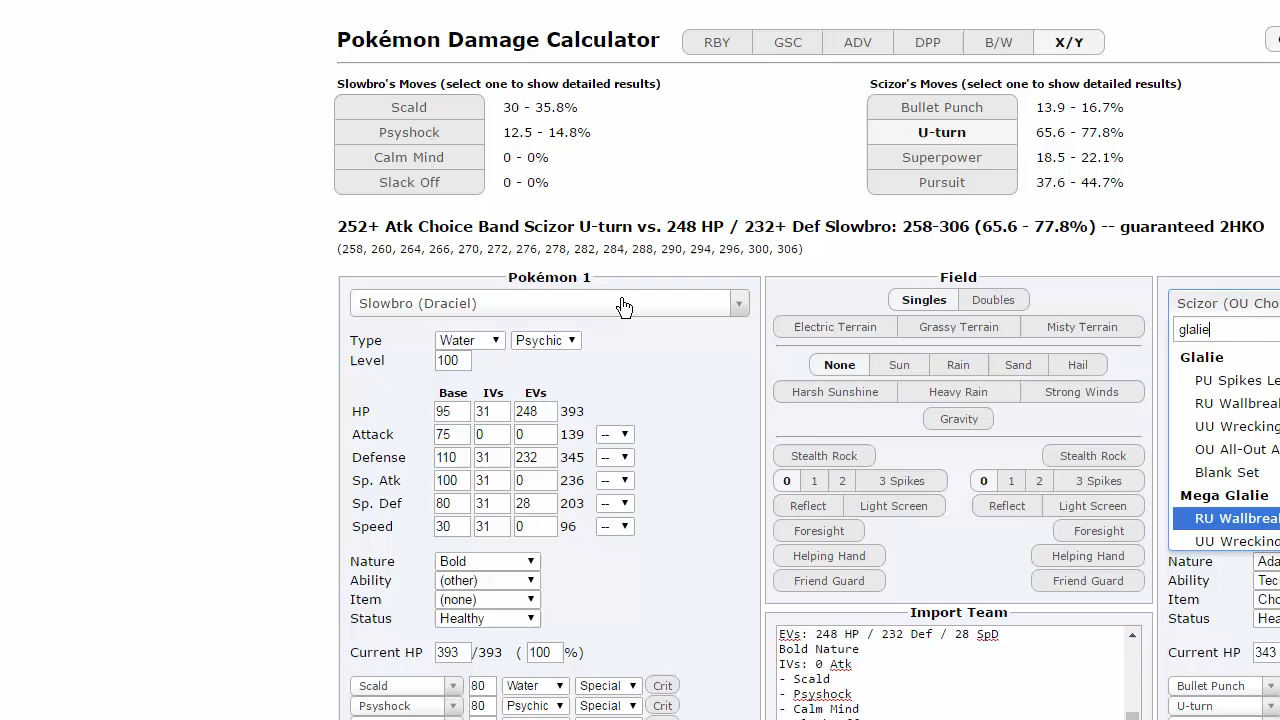 Pokémon Damage Calculator
RBY GSC ADV DPP B/W X/Y
Slowbro's Moves (select one to show detailed results)
Scald 30 - 35.8%
Psyshock 12.5 - 14.8%
Calm Mind 0 - 0%
Slack Off 0 - 0%
Scizor's Moves (select one to show detailed results)
Bullet Punch 13.9 - 16.7%
U-turn 65.6 - 77.8%
Superpower 18.5 - 22.1%
Pursuit 37.6 - 44.7%
252+ Atk Choice Band Scizor U-turn vs. 248 HP / 232+ Def Slowbro: 258-306 (65.6 - 77.8%) -- guaranteed 2HKO
(258, 260, 264, 266, 270, 272, 276, 278, 282, 284, 288, 290, 294, 296, 300, 306)
Pokémon 1
Slowbro (Draciel)
Type Water Psychic
Level 100
Base IVs EVs
HP 95 31 248 393
Attack 75 0 0 139 --
Defense 110 31 232 345 --
Sp. Atk 100 31 0 236 --
Sp. Def 80 31 28 203 --
Speed 30 31 0 96 --
Nature Bold
Ability (other)
Item (none)
Status Healthy
Current HP 393 /393 ( 100 %)
Scald 80 Water Special Crit
Psyshock 80 Psychic Special Crit
Field
Singles Doubles
Electric Terrain Grassy Terrain Misty Terrain
None Sun Rain Sand Hail
Harsh Sunshine Heavy Rain Strong Winds
Gravity
Stealth Rock Stealth Rock
0 1 2 3 Spikes 0 1 2 3 Spikes
Reflect Light Screen Reflect Light Screen
Foresight Foresight
Helping Hand Helping Hand
Friend Guard Friend Guard
Import Team
EVs: 248 HP / 232 Def / 28 SpD
Bold Nature
IVs: 0 Atk
- Scald
- Psyshock
- Calm Mind
Scizor (OU Cho
glalie
Glalie
PU Spikes Le
RU Wallbreal
UU Wrecking
OU All-Out A
Blank Set
Mega Glalie
RU Wallbreal
UU Wrecking
Nature Ada
Ability Tec
Item Cho
Status Hea
Current HP 343
Bullet Punch
U-turn